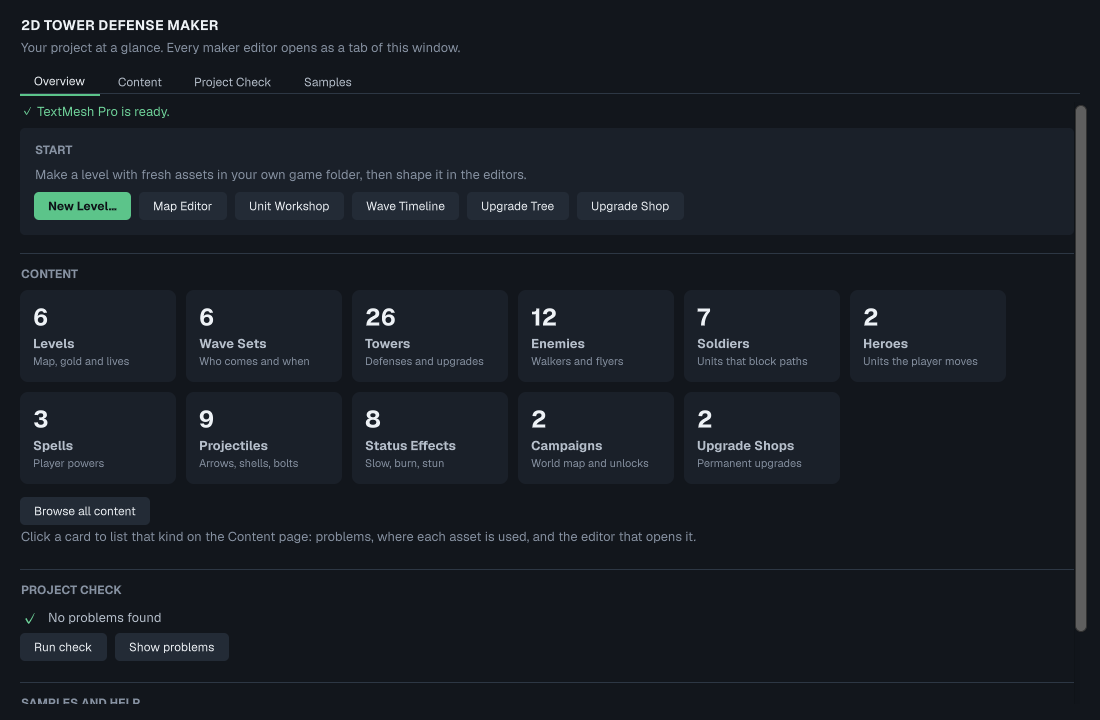 2D TOWER DEFENSE MAKER
Your project at a glance. Every maker editor opens as a tab of this window.
Overview Content Project Check Samples
✓ TextMesh Pro is ready.
START
Make a level with fresh assets in your own game folder, then shape it in the editors.
New Level... Map Editor Unit Workshop Wave Timeline Upgrade Tree Upgrade Shop
CONTENT
6 6 26 12 7 2
Levels Wave Sets Towers Enemies Soldiers Heroes
Map, gold and lives Who comes and when Defenses and upgrades Walkers and flyers Units that block paths Units the player moves
3 9 8 2 2
Spells Projectiles Status Effects Campaigns Upgrade Shops
Player powers Arrows, shells, bolts Slow, burn, stun World map and unlocks Permanent upgrades
Browse all content
Click a card to list that kind on the Content page: problems, where each asset is used, and the editor that opens it.
PROJECT CHECK
✓ No problems found
Run check Show problems
SAMPLES AND HELP